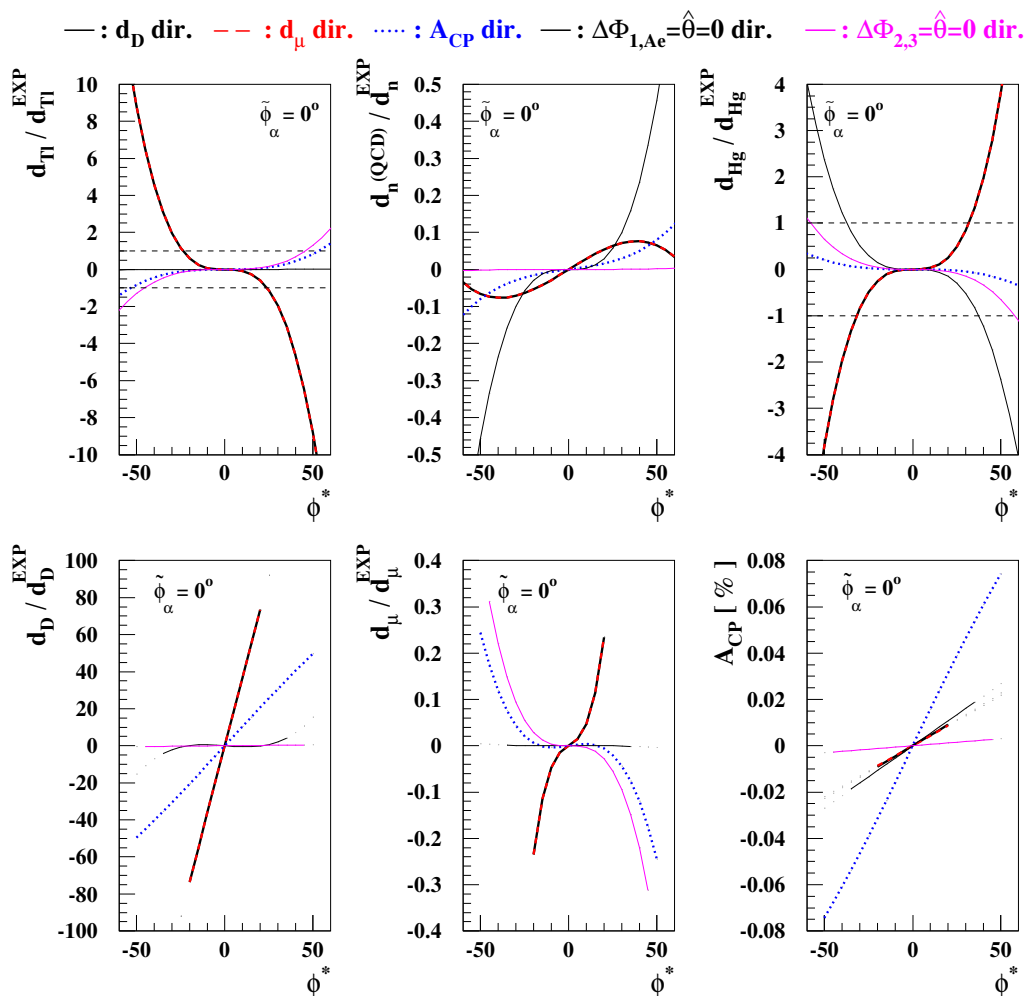 — : d_D dir.  – – : d_μ dir.  ····· : A_CP dir.  — : ΔΦ_1,Ae=θ̂=0 dir.  — : ΔΦ_2,3=θ̂=0 dir.
d_Tl / d_Tl^EXP
10
8
6
4
2
0
-2
-4
-6
-8
-10
φ̃_α = 0°
-50 0 50
φ*
d_n^(QCD) / d_n^EXP
0.5
0.4
0.3
0.2
0.1
0
-0.1
-0.2
-0.3
-0.4
-0.5
φ̃_α = 0°
-50 0 50
φ*
d_Hg / d_Hg^EXP
4
3
2
1
0
-1
-2
-3
-4
φ̃_α = 0°
-50 0 50
φ*
d_D / d_D^EXP
100
80
60
40
20
0
-20
-40
-60
-80
-100
φ̃_α = 0°
-50 0 50
φ*
d_μ / d_μ^EXP
0.4
0.3
0.2
0.1
0
-0.1
-0.2
-0.3
-0.4
φ̃_α = 0°
-50 0 50
φ*
A_CP [ % ]
0.08
0.06
0.04
0.02
0
-0.02
-0.04
-0.06
-0.08
φ̃_α = 0°
-50 0 50
φ*